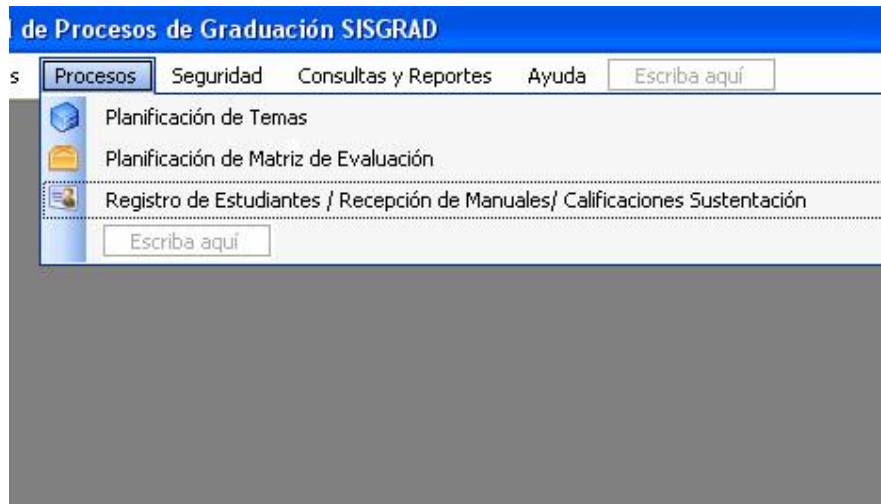 l de Procesos de Graduación SISGRAD
s Procesos Seguridad Consultas y Reportes Ayuda Escriba aquí
Planificación de Temas
Planificación de Matriz de Evaluación
Registro de Estudiantes / Recepción de Manuales/ Calificaciones Sustentación
Escriba aquí